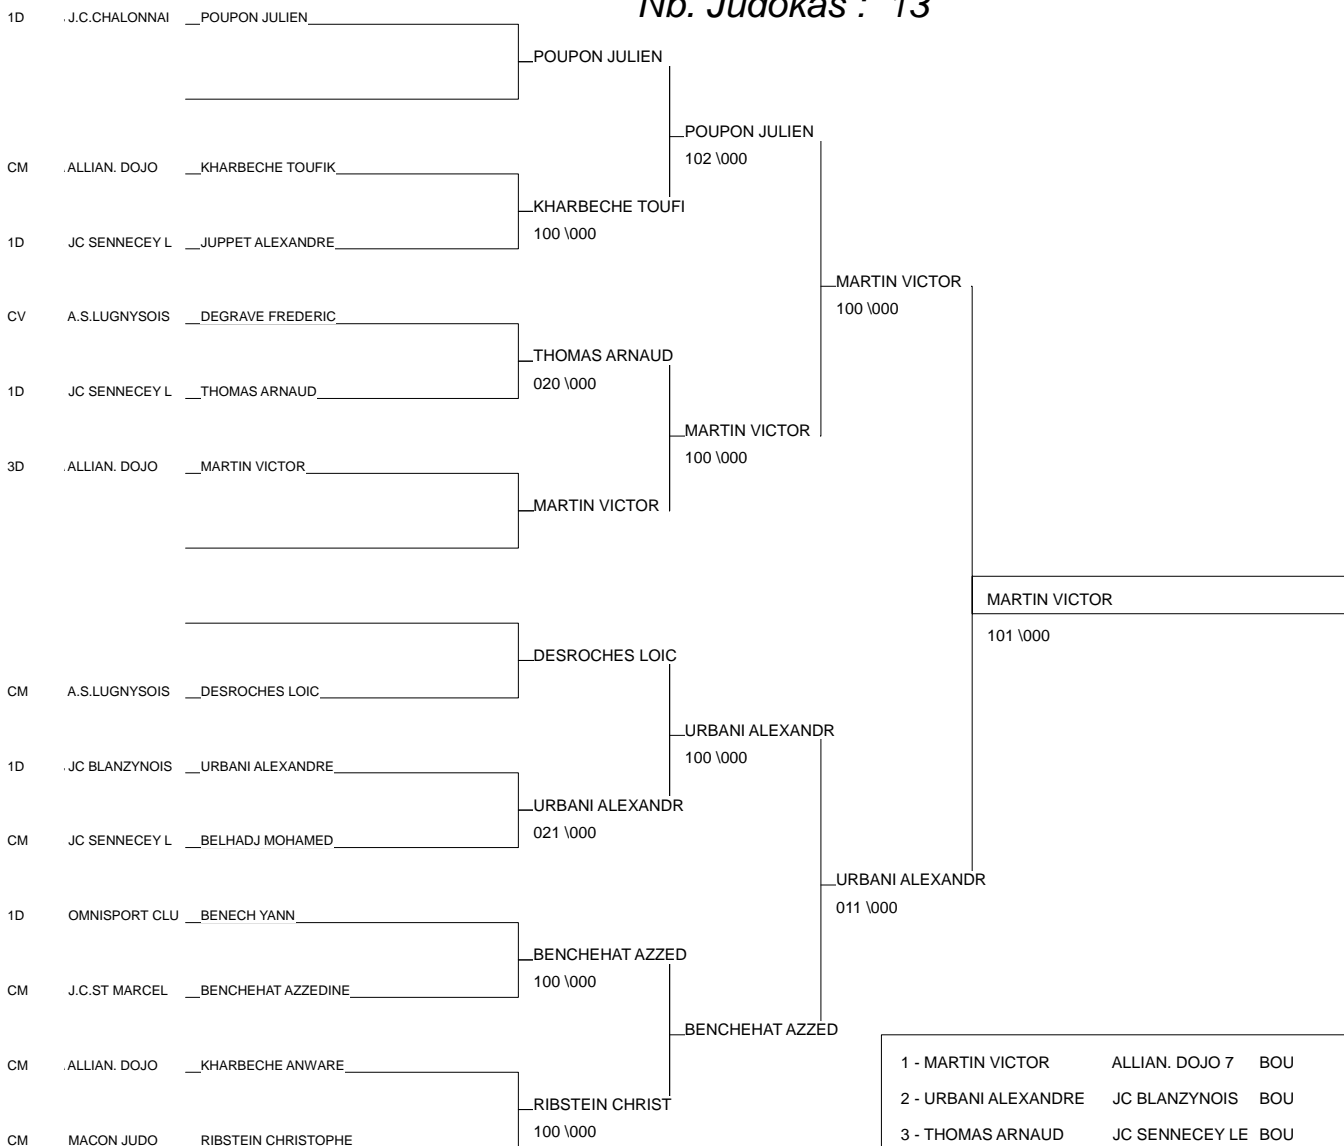 Nb. Judokas : 13
1D J.C.CHALONNAI POUPON JULIEN
POUPON JULIEN
POUPON JULIEN
102 \000
CM ALLIAN. DOJO KHARBECHE TOUFIK
KHARBECHE TOUFI
100 \000
1D JC SENNECEY L JUPPET ALEXANDRE
MARTIN VICTOR
100 \000
CV A.S.LUGNYSOIS DEGRAVE FREDERIC
THOMAS ARNAUD
020 \000
1D JC SENNECEY L THOMAS ARNAUD
MARTIN VICTOR
100 \000
3D ALLIAN. DOJO MARTIN VICTOR
MARTIN VICTOR
MARTIN VICTOR
101 \000
DESROCHES LOIC
CM A.S.LUGNYSOIS DESROCHES LOIC
URBANI ALEXANDR
100 \000
1D JC BLANZYNOIS URBANI ALEXANDRE
URBANI ALEXANDR
021 \000
CM JC SENNECEY L BELHADJ MOHAMED
URBANI ALEXANDR
011 \000
1D OMNISPORT CLU BENECH YANN
BENCHEHAT AZZED
100 \000
CM J.C.ST MARCEL BENCHEHAT AZZEDINE
BENCHEHAT AZZED
CM ALLIAN. DOJO KHARBECHE ANWARE
RIBSTEIN CHRIST
100 \000
CM MACON JUDO RIBSTEIN CHRISTOPHE
1 - MARTIN VICTOR ALLIAN. DOJO 7 BOU
2 - URBANI ALEXANDRE JC BLANZYNOIS BOU
3 - THOMAS ARNAUD JC SENNECEY LE BOU